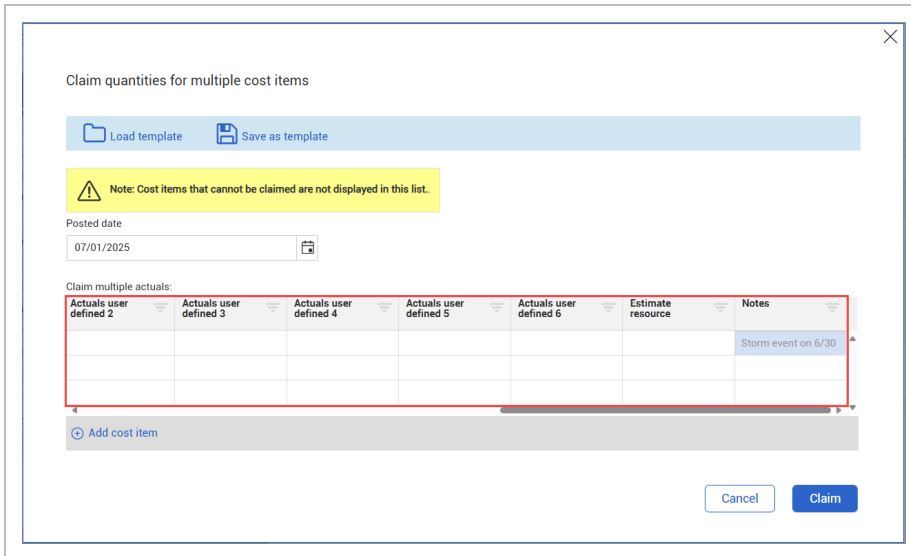 Claim quantities for multiple cost items
Load template
Save as template
Note: Cost items that cannot be claimed are not displayed in this list..
Posted date
07/01/2025
Claim multiple actuals:
Actuals user
defined 2
Actuals user
defined 3
Actuals user
defined 4
Actuals user
defined 5
Actuals user
defined 6
Estimate
resource
Notes
Storm event on 6/30
Add cost item
Cancel
Claim